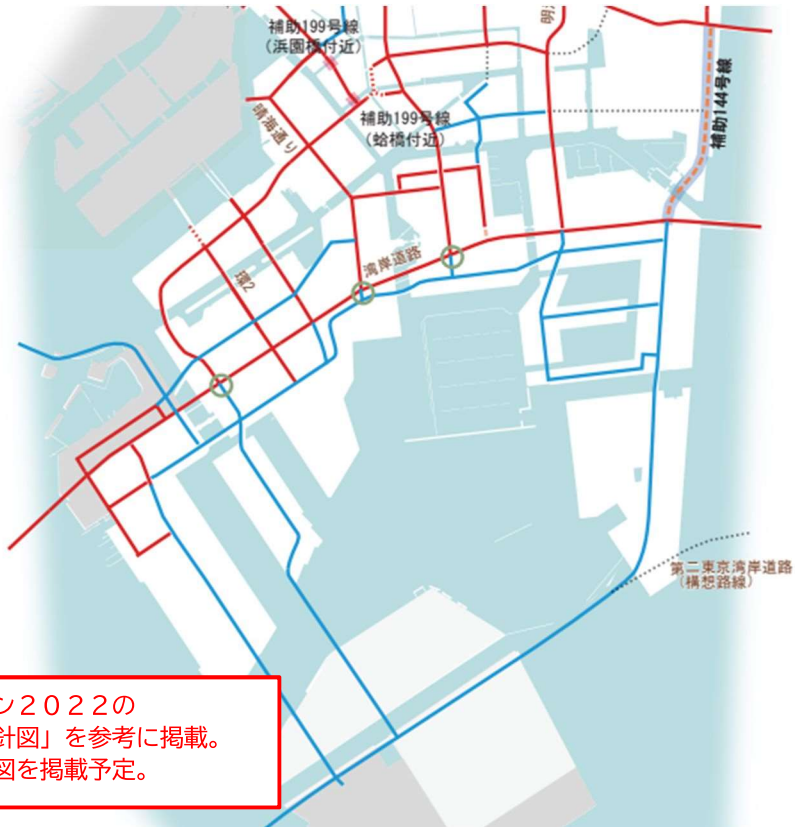 補助199号線
（浜園橋付近）
明
晴海通り
補助199号線
（蛤橋付近）
補助144号線
湾岸道路
環2
第二東京湾岸道路
（構想路線）
ン２０２２の
針図」を参考に掲載。
図を掲載予定。